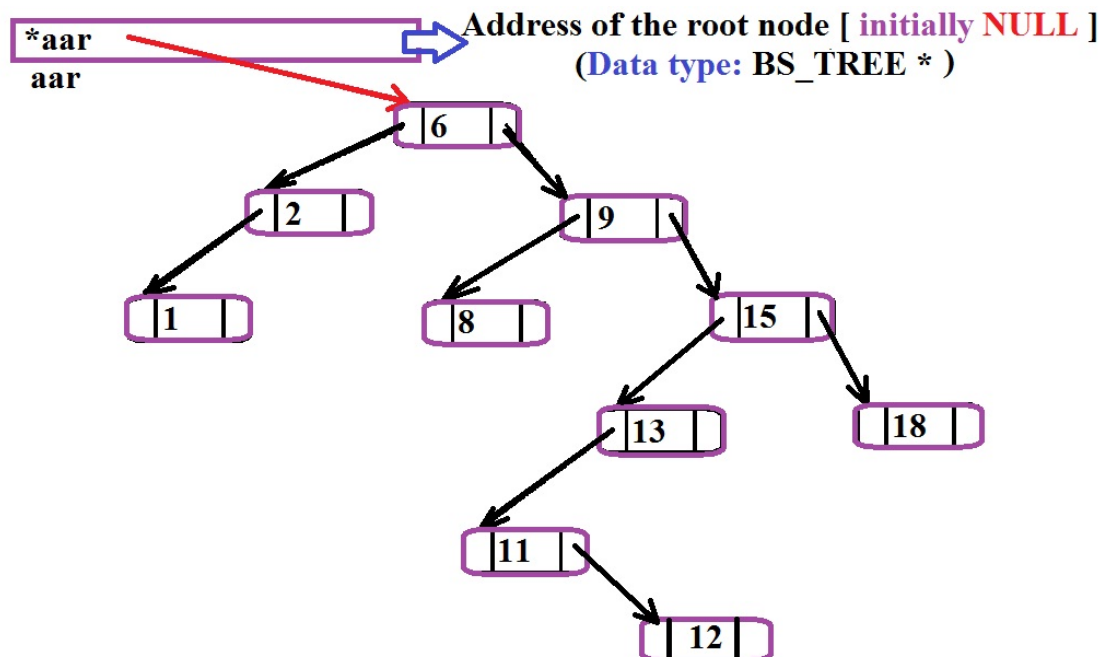 *aar
Address of the root node [ initially NULL ]
aar
(Data type: BS_TREE * )
6
2
9
1
8
15
13
18
11
12